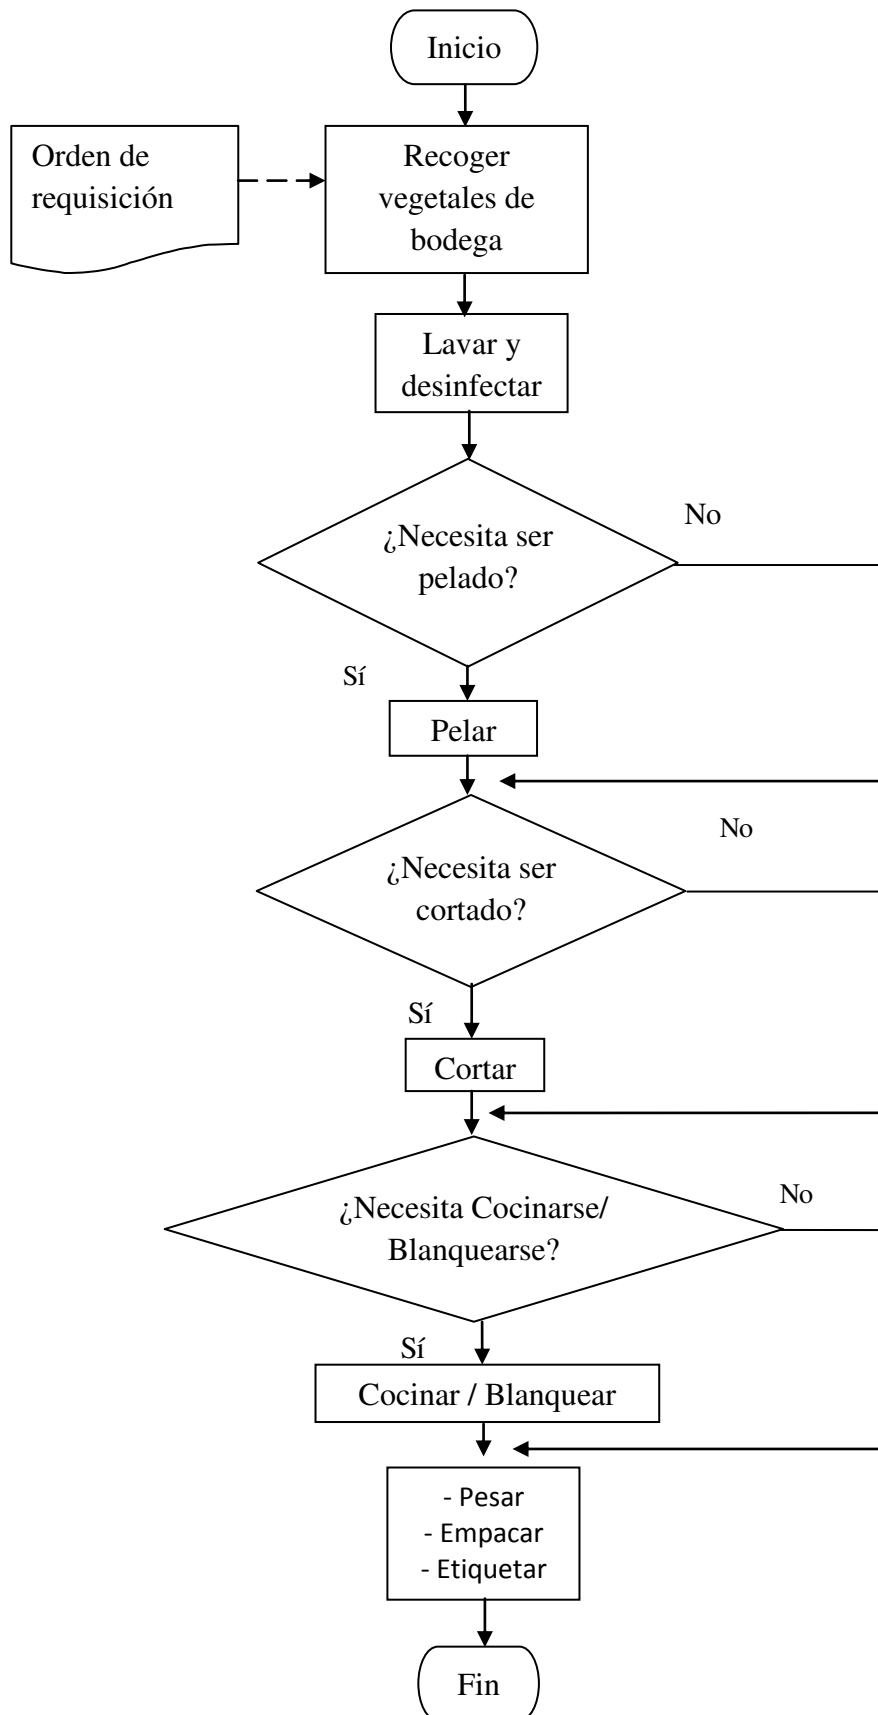 Inicio
Orden de
requisición
Recoger
vegetales de
bodega
Lavar y
desinfectar
¿Necesita ser
pelado?
No
Sí
Pelar
¿Necesita ser
cortado?
No
Sí
Cortar
¿Necesita Cocinarse/
Blanquearse?
No
Sí
Cocinar / Blanquear
- Pesar
- Empacar
- Etiquetar
Fin